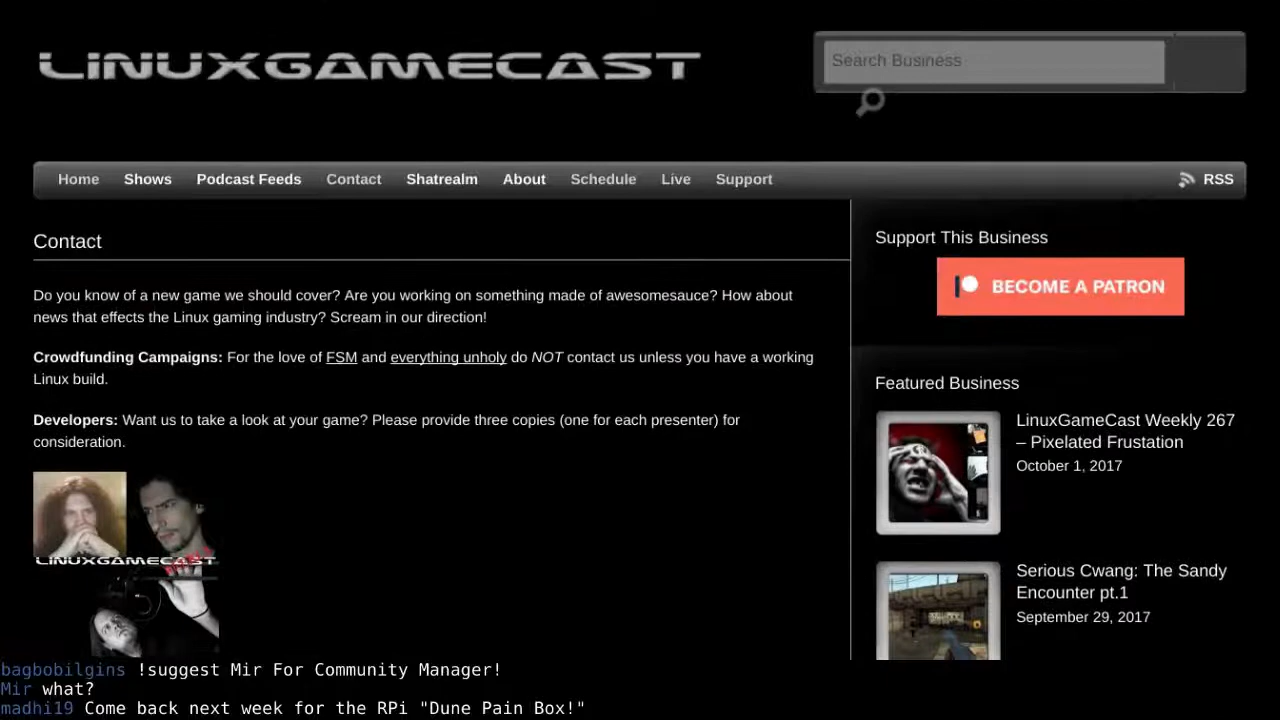 LINUXGAMECAST
Search Business
Home Shows Podcast Feeds Contact Shatrealm About Schedule Live Support RSS
Contact
Do you know of a new game we should cover? Are you working on something made of awesomesauce? How about
news that effects the Linux gaming industry? Scream in our direction!
Crowdfunding Campaigns: For the love of FSM and everything unholy do NOT contact us unless you have a working
Linux build.
Developers: Want us to take a look at your game? Please provide three copies (one for each presenter) for
consideration.
LINUXGAMECAST
Support This Business
BECOME A PATRON
Featured Business
LinuxGameCast Weekly 267
– Pixelated Frustation
October 1, 2017
Serious Cwang: The Sandy
Encounter pt.1
September 29, 2017
bagbobilgins !suggest Mir For Community Manager!
Mir what?
madhi19 Come back next week for the RPi "Dune Pain Box!"